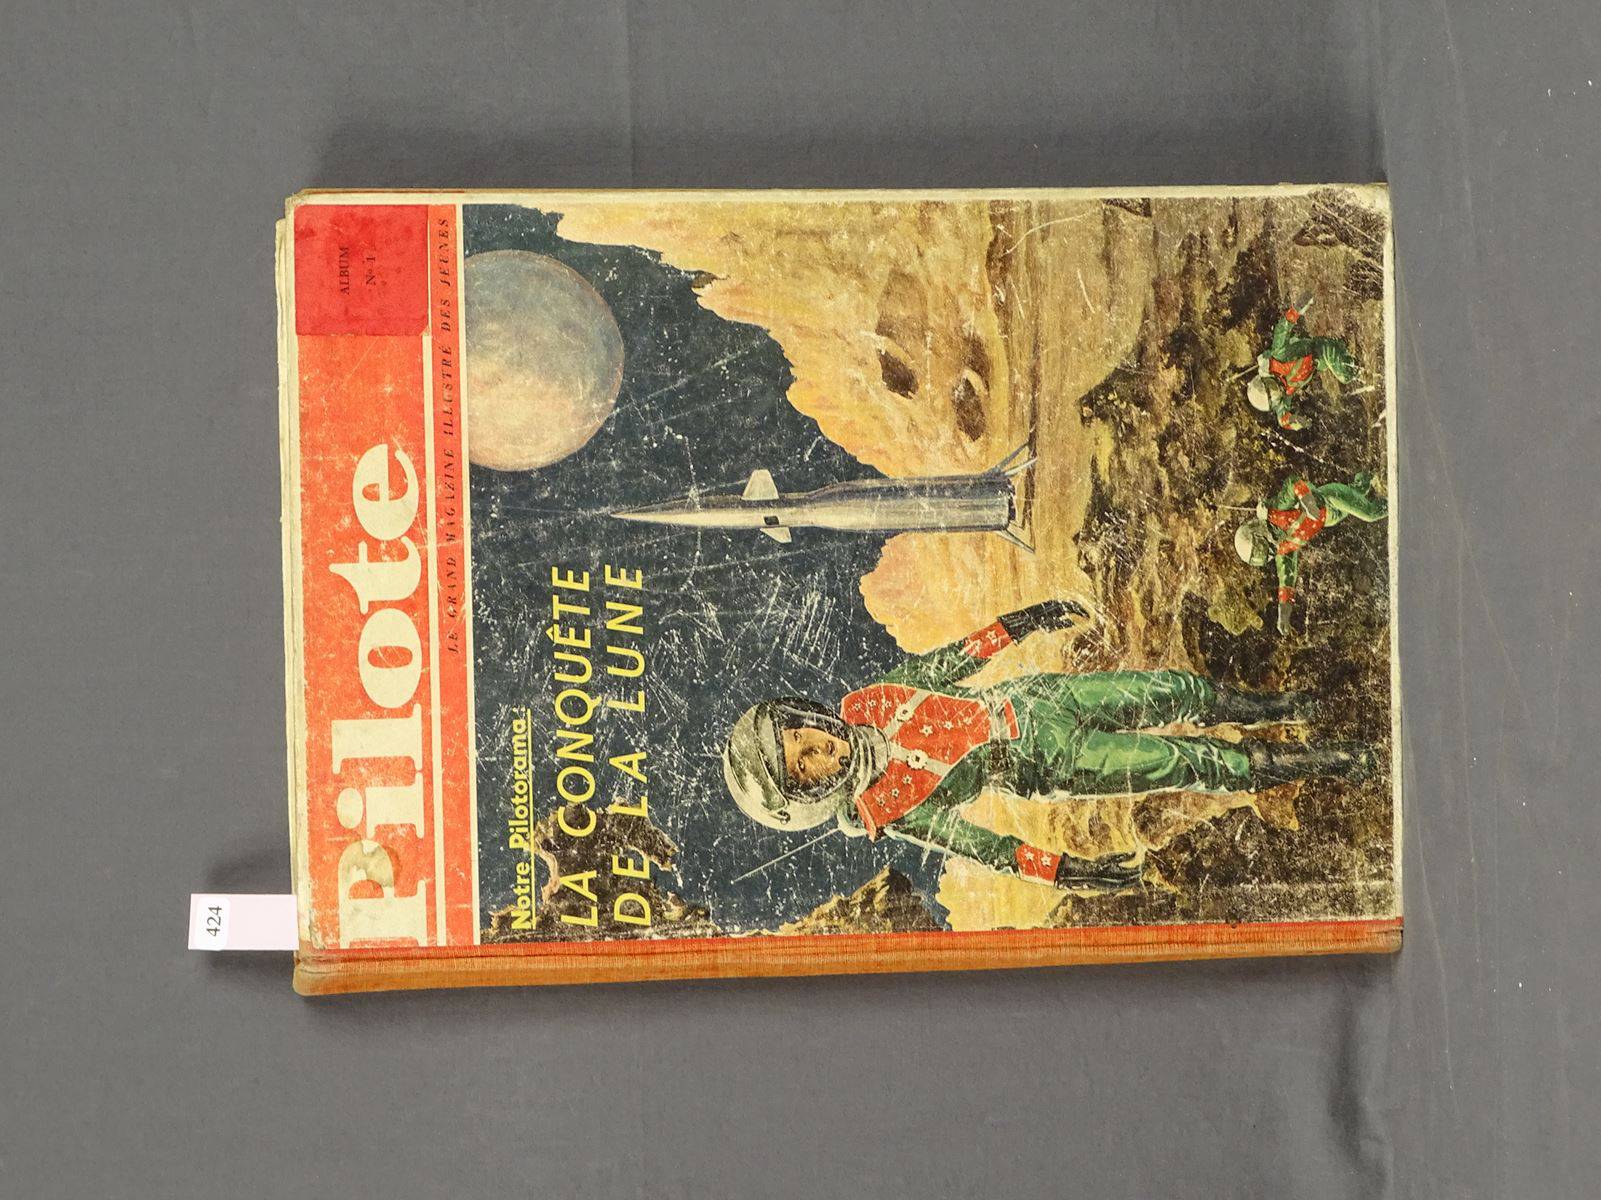 424
Pilote
ALBUM
N° 1
LE GRAND MAGAZINE ILLUSTRÉ DES JEUNES
Notre Pilotorama:
LA CONQUÊTE
DE LA LUNE